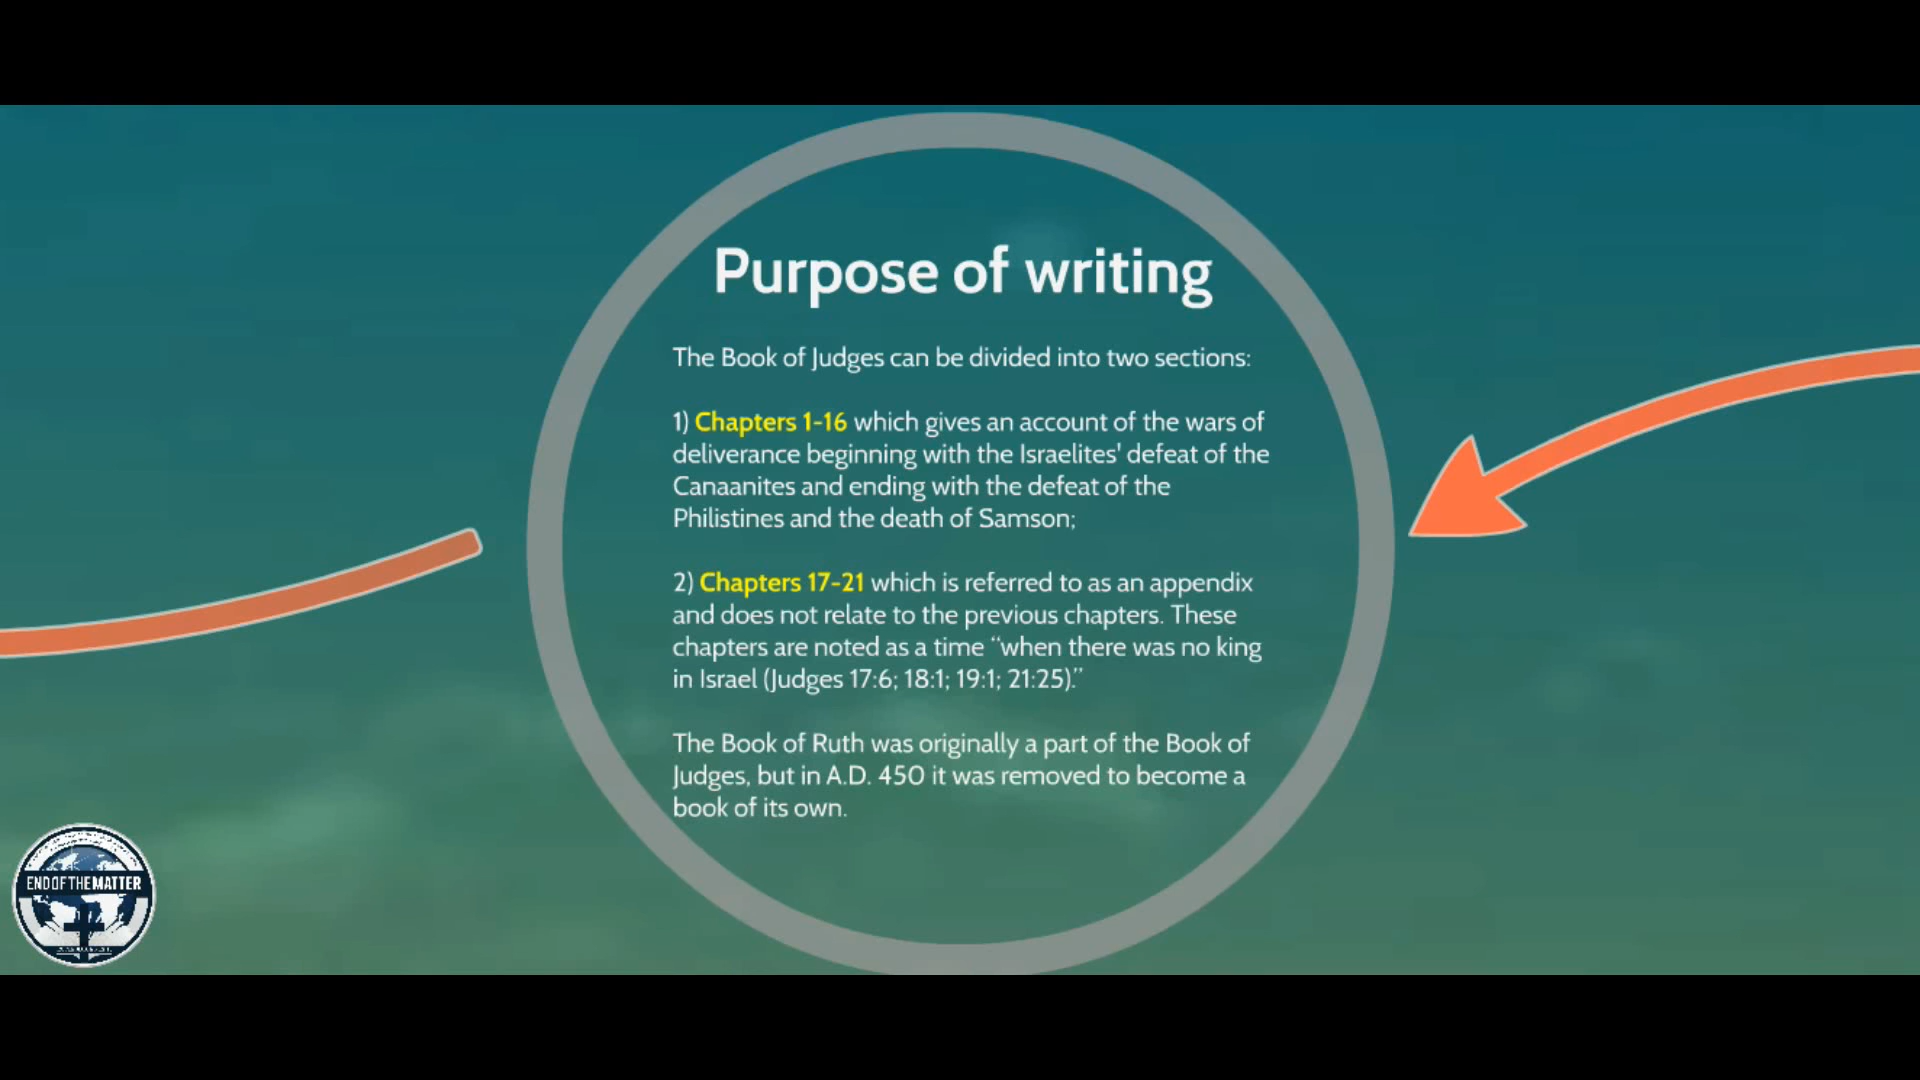 Purpose of writing
The Book of Judges can be divided into two sections:
1) Chapters 1-16 which gives an account of the wars of
deliverance beginning with the Israelites' defeat of the
Canaanites and ending with the defeat of the
Philistines and the death of Samson;
2) Chapters 17-21 which is referred to as an appendix
and does not relate to the previous chapters. These
chapters are noted as a time “when there was no king
in Israel (Judges 17:6; 18:1; 19:1; 21:25).”
The Book of Ruth was originally a part of the Book of
Judges, but in A.D. 450 it was removed to become a
book of its own.
ENDOFTHEMATTER